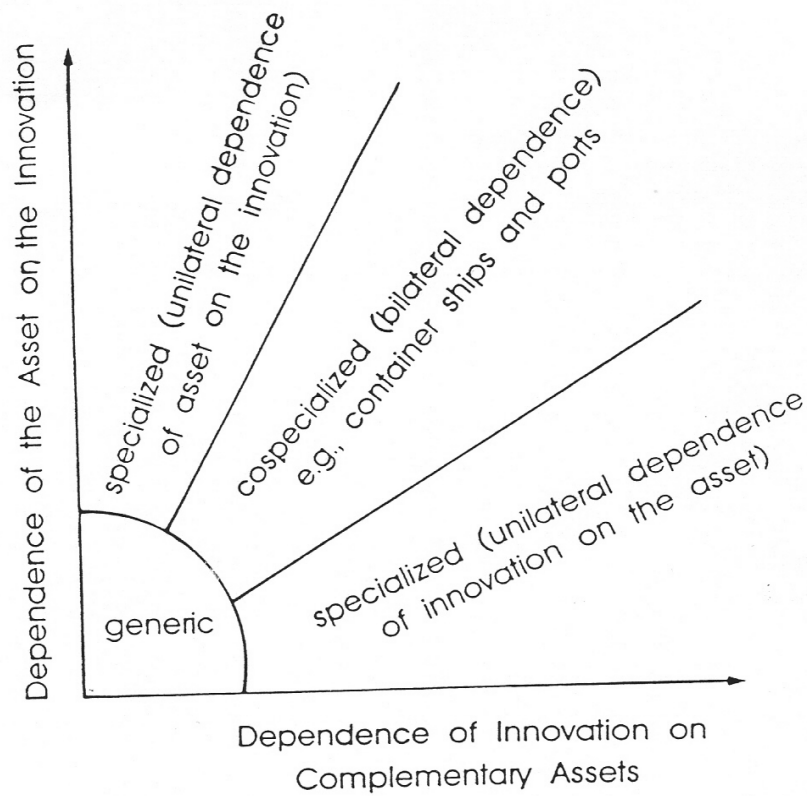 Dependence of the Asset on the Innovation
specialized (unilateral dependence
of asset on the innovation)
cospecialized (bilateral dependence)
e.g., container ships and ports
specialized (unilateral dependence
of innovation on the asset)
generic
Dependence of Innovation on
Complementary Assets